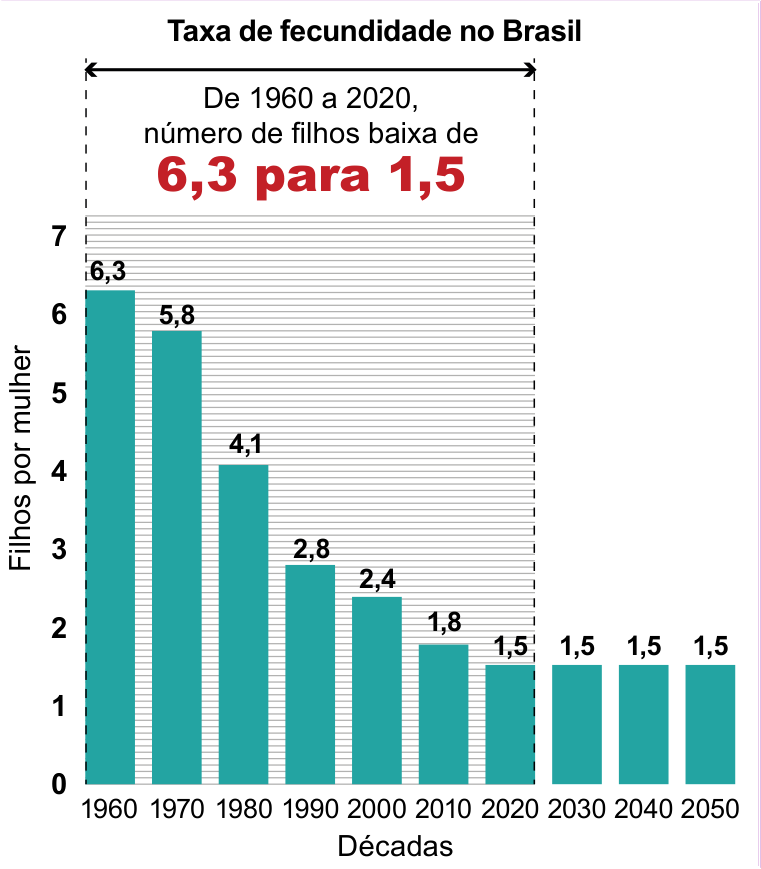 Taxa de fecundidade no Brasil
De 1960 a 2020,
número de filhos baixa de
6,3 para 1,5
Filhos por mulher
7
6
5
4
3
2
1
0
6,3
5,8
4,1
2,8
2,4
1,8
1,5
1,5
1,5
1,5
1960 1970 1980 1990 2000 2010 2020 2030 2040 2050
Décadas